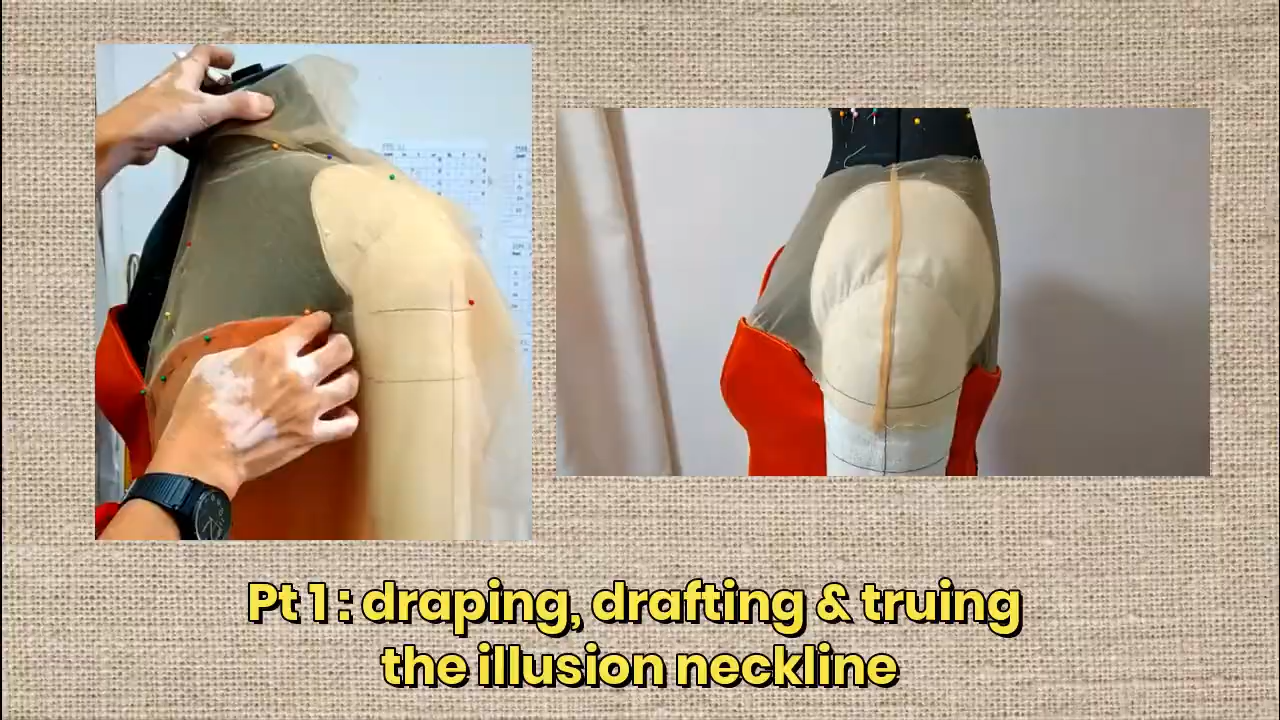 Pt 1 : draping, drafting & truing
the illusion neckline